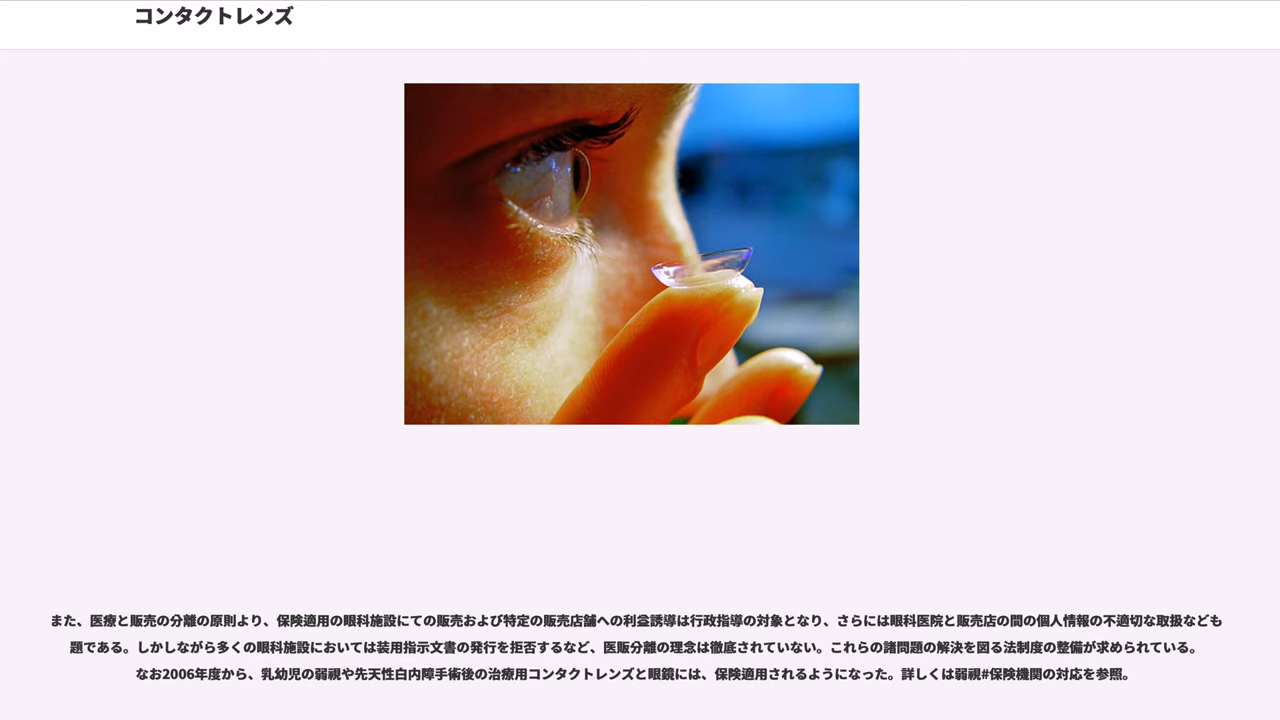 コンタクトレンズ
また、医療と販売の分離の原則より、保険適用の眼科施設にての販売および特定の販売店舗への利益誘導は行政指導の対象となり、さらには眼科医院と販売店の間の個人情報の不適切な取扱なども
題である。しかしながら多くの眼科施設においては装用指示文書の発行を拒否するなど、医販分離の理念は徹底されていない。これらの諸問題の解決を図る法制度の整備が求められている。
なお2006年度から、乳幼児の弱視や先天性白内障手術後の治療用コンタクトレンズと眼鏡には、保険適用されるようになった。詳しくは弱視#保険機関の対応を参照。